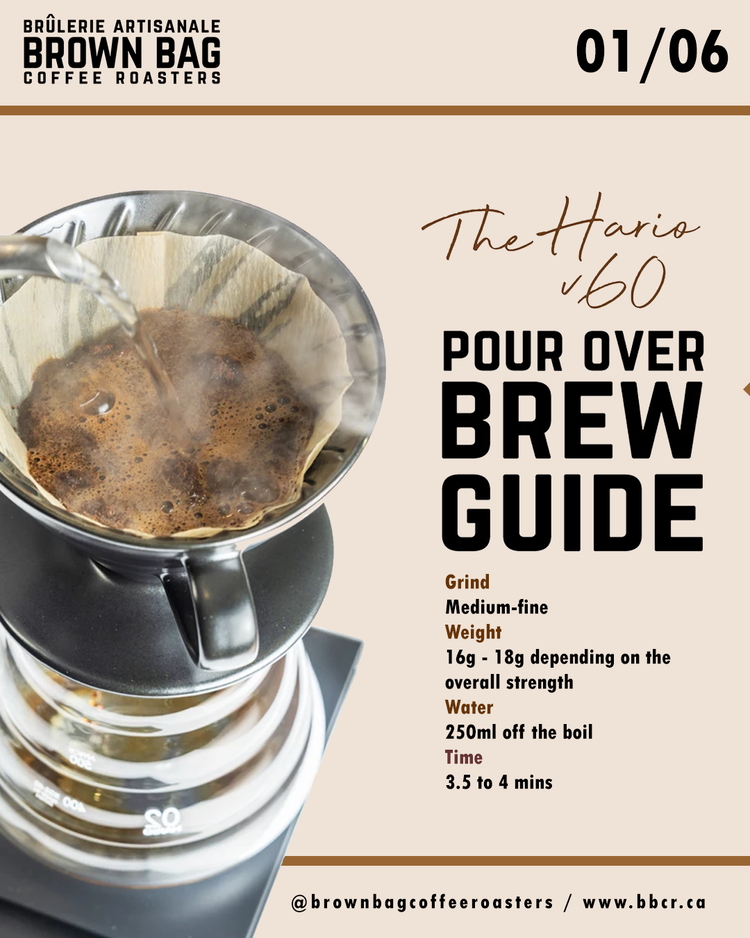 BRÛLERIE ARTISANALE
BROWN BAG
COFFEE ROASTERS
01/06
The Hario
v60
POUR OVER
BREW
GUIDE
Grind
Medium-fine
Weight
16g - 18g depending on the
overall strength
Water
250ml off the boil
Time
3.5 to 4 mins
400
02
@brownbagcoffeeroasters / www.bbcr.ca